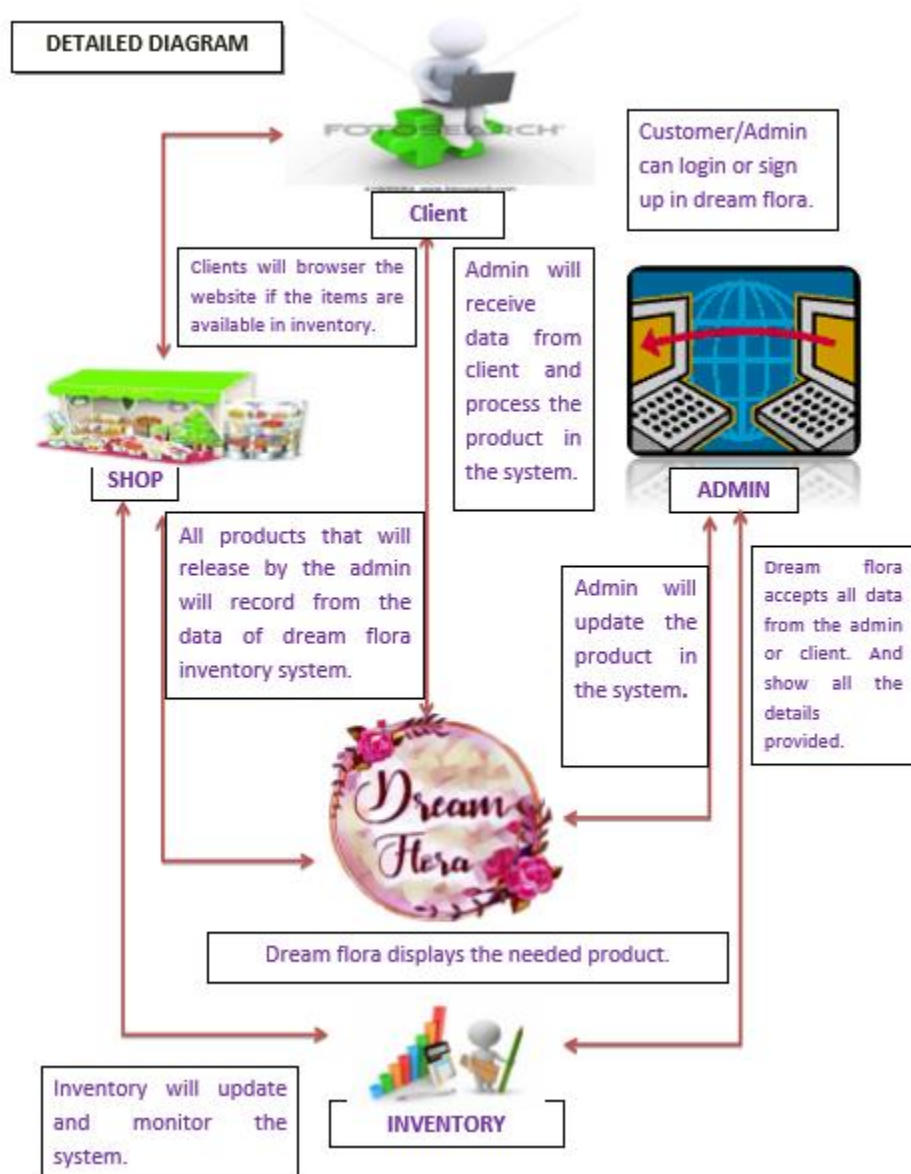 DETAILED DIAGRAM
FOTOSEARCH
Client
Customer/Admin
can login or sign
up in dream flora.
Clients will browser the
website if the items are
available in inventory.
Admin will
receive
data from
client and
process the
product in
the system.
SHOP
ADMIN
All products that will
release by the admin
will record from the
data of dream flora
inventory system.
Admin will
update the
product in
the system.
Dream flora
accepts all data
from the admin
or client. And
show all the
details
provided.
Dream
Flora
Dream flora displays the needed product.
INVENTORY
Inventory will update
and monitor the
system.